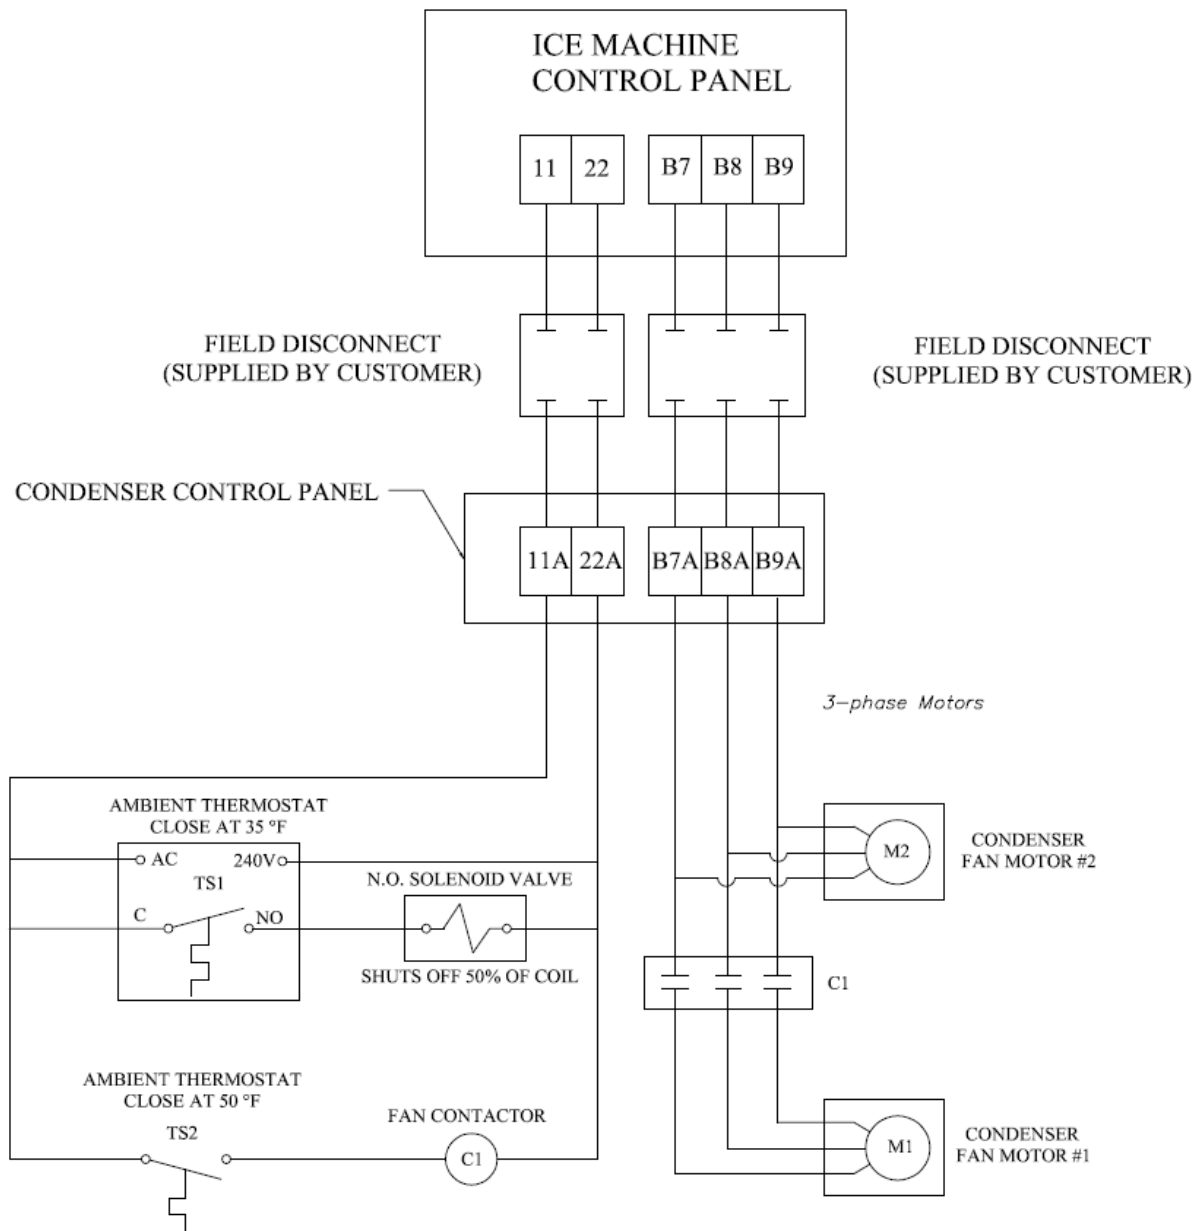 ICE MACHINE
CONTROL PANEL
11 22 B7 B8 B9
FIELD DISCONNECT
(SUPPLIED BY CUSTOMER)
FIELD DISCONNECT
(SUPPLIED BY CUSTOMER)
CONDENSER CONTROL PANEL
11A 22A B7A B8A B9A
3-phase Motors
AMBIENT THERMOSTAT
CLOSE AT 35 °F
AC 240V
TS1
C NO
N.O. SOLENOID VALVE
SHUTS OFF 50% OF COIL
M2
CONDENSER
FAN MOTOR #2
C1
AMBIENT THERMOSTAT
CLOSE AT 50 °F
TS2
FAN CONTACTOR
C1
M1
CONDENSER
FAN MOTOR #1